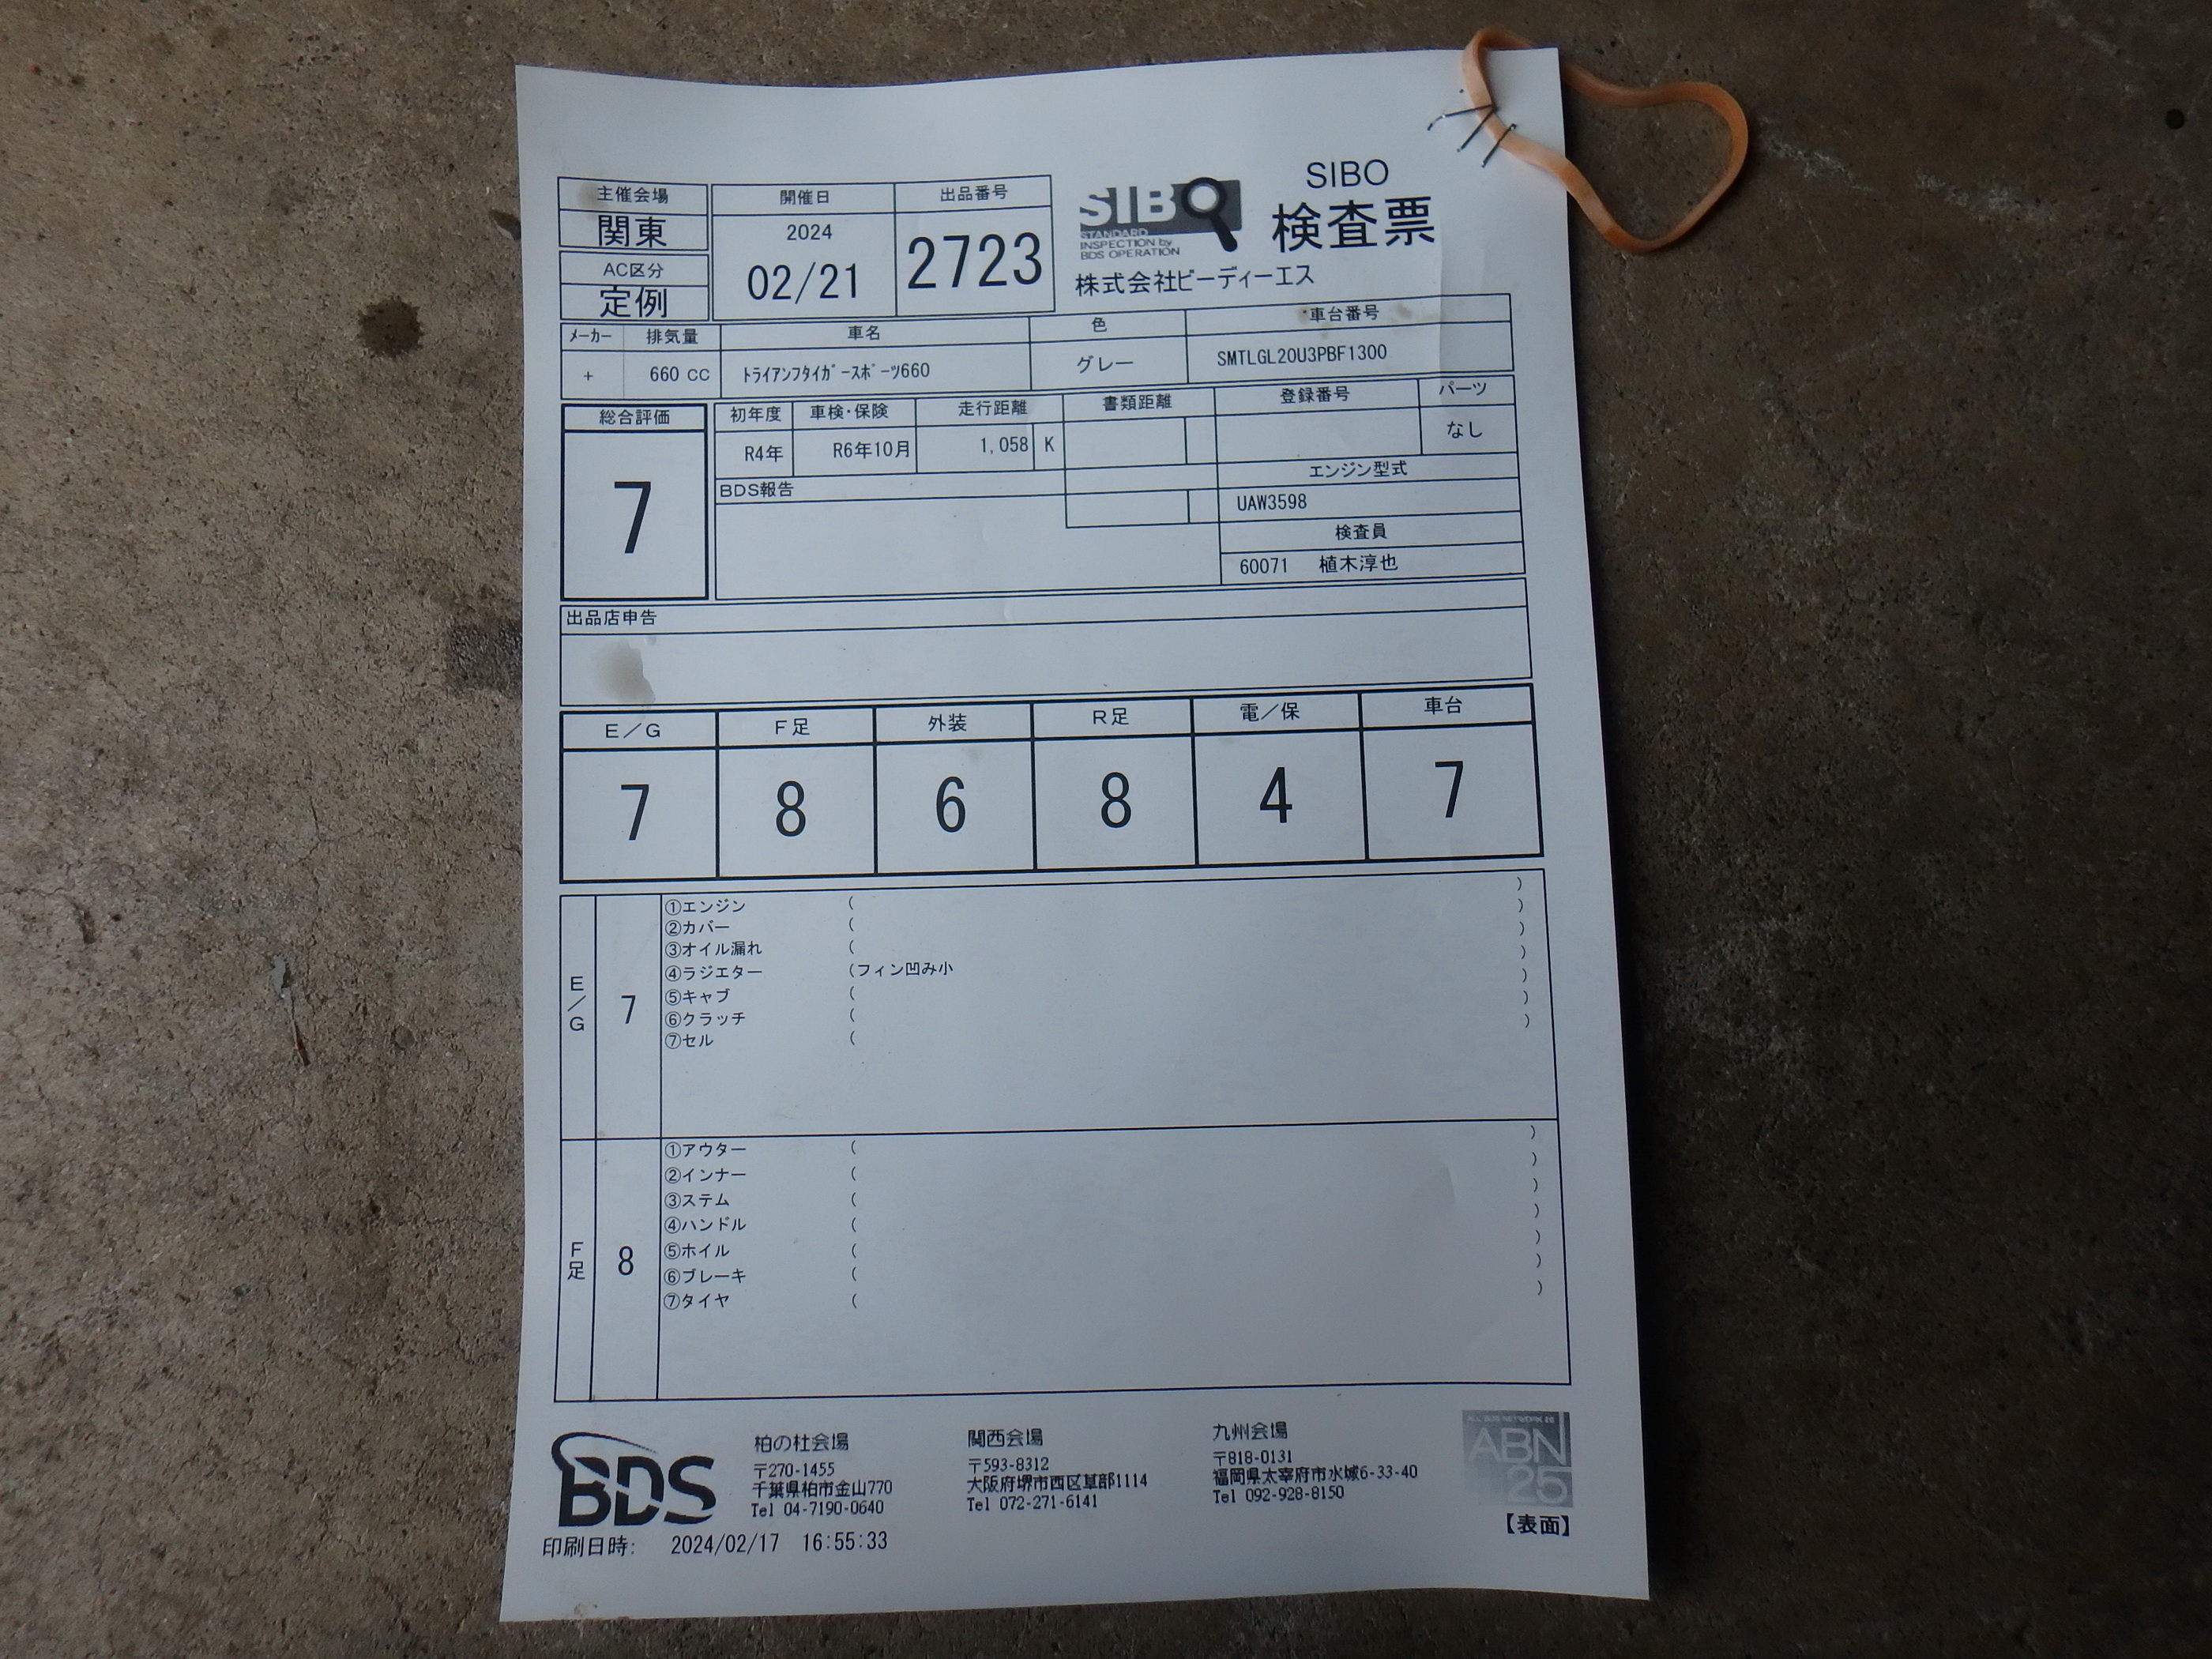 主催会場
関東
AC区分
定例
開催日
2024
02/21
出品番号
2723
SIBO
STANDARD
INSPECTION by
BDS OPERATION
SIBO
検査票
株式会社ビーディーエス
メーカー 排気量 車名 色 車台番号
+ 660 CC トライアンフタイガースポーツ660 グレー SMTLGL20U3PBF1300
総合評価
7
初年度 車検・保険 走行距離 書類距離 登録番号 パーツ
R4年 R6年10月 1,058 K なし
BDS報告
エンジン型式
UAW3598
検査員
60071 植木淳也
出品店申告
E/G F足 外装 R足 電/保 車台
7 8 6 8 4 7
E/G
7
①エンジン ( )
②カバー ( )
③オイル漏れ ( )
④ラジエター (フィン凹み小 )
⑤キャブ ( )
⑥クラッチ ( )
⑦セル ( )
F足
8
①アウター ( )
②インナー ( )
③ステム ( )
④ハンドル ( )
⑤ホイル ( )
⑥ブレーキ ( )
⑦タイヤ ( )
BDS
柏の杜会場
〒270-1455
千葉県柏市金山770
Tel 04-7190-0640
関西会場
〒593-8312
大阪府堺市西区草部1114
Tel 072-271-6141
九州会場
〒818-0131
福岡県太宰府市水城6-33-40
Tel 092-928-8150
ALL BDS NETWORK 25
ABN
25
【表面】
印刷日時: 2024/02/17 16:55:33